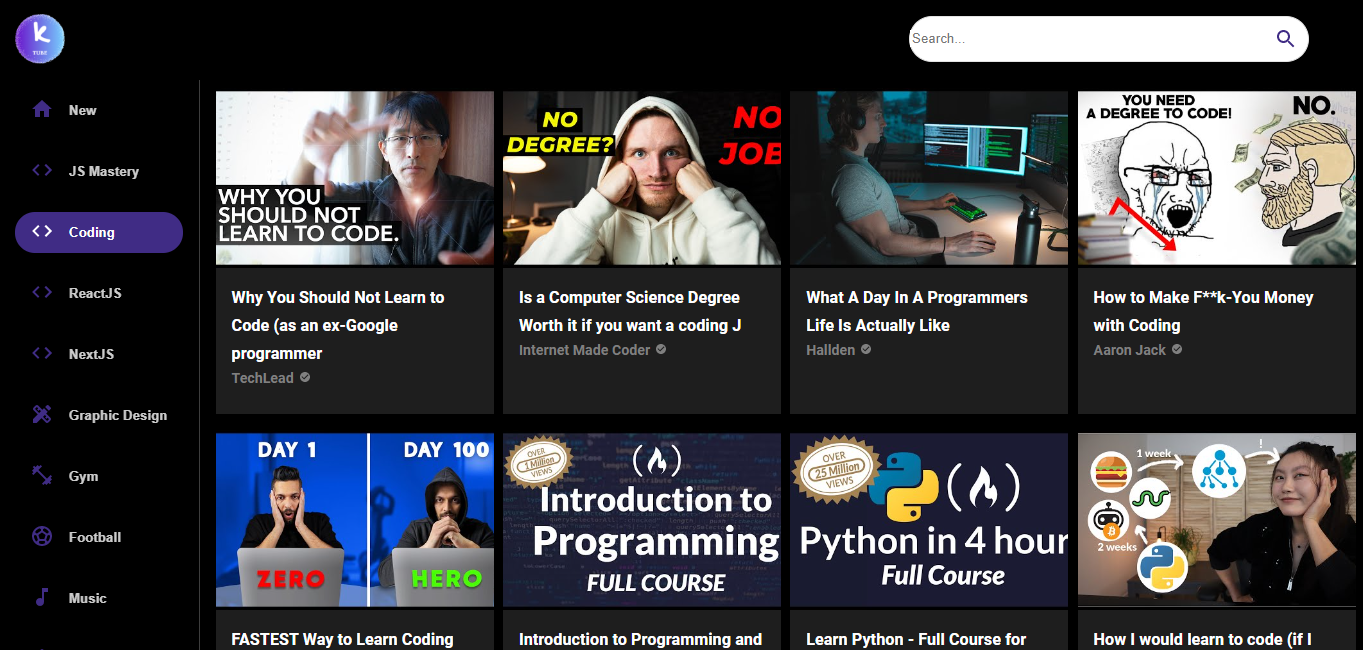 k
TUBE
Search...
New
JS Mastery
Coding
ReactJS
NextJS
Graphic Design
Gym
Football
Music
WHY YOU
SHOULD NOT
LEARN TO CODE.
Why You Should Not Learn to
Code (as an ex-Google
programmer
TechLead
NO
DEGREE?
NO
JOB
Is a Computer Science Degree
Worth it if you want a coding J
Internet Made Coder
What A Day In A Programmers
Life Is Actually Like
Hallden
YOU NEED
A DEGREE TO CODE!
NO.
How to Make F**k-You Money
with Coding
Aaron Jack
DAY 1
DAY 100
ZERO
HERO
FASTEST Way to Learn Coding
OVER
1 Million
VIEWS
Introduction to
Programming
FULL COURSE
Introduction to Programming and
OVER
25 Million
VIEWS
Python in 4 hour
Full Course
Learn Python - Full Course for
1 week
!
2 weeks
How I would learn to code (if I